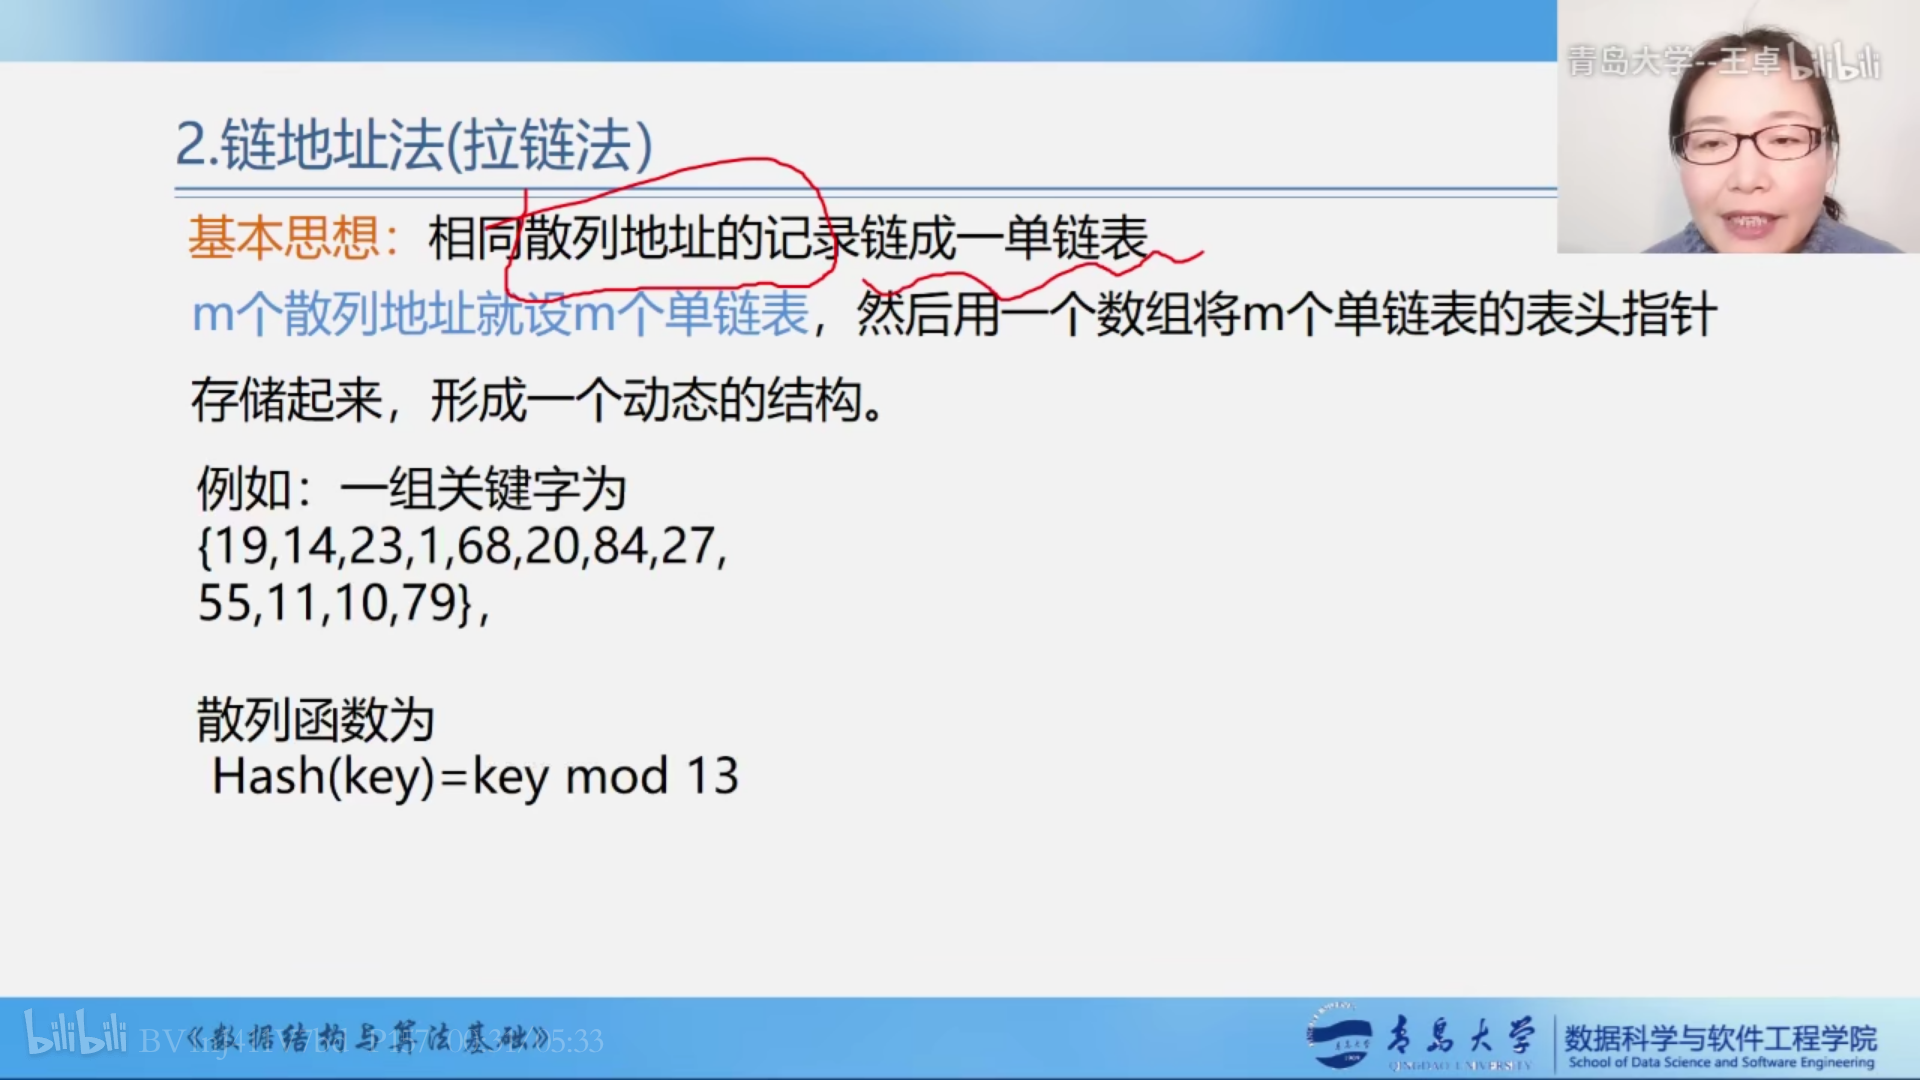 青岛大学--王卓 bilibili
2.链地址法(拉链法)
基本思想：相同散列地址的记录链成一单链表
m个散列地址就设m个单链表，然后用一个数组将m个单链表的表头指针
存储起来，形成一个动态的结构。
例如：一组关键字为
{19,14,23,1,68,20,84,27,
55,11,10,79}，
散列函数为
Hash(key)=key mod 13
bilibili
《数据结构与算法基础》
05:33
青岛大学
QINGDAO UNIVERSITY
数据科学与软件工程学院
School of Data Science and Software Engineering